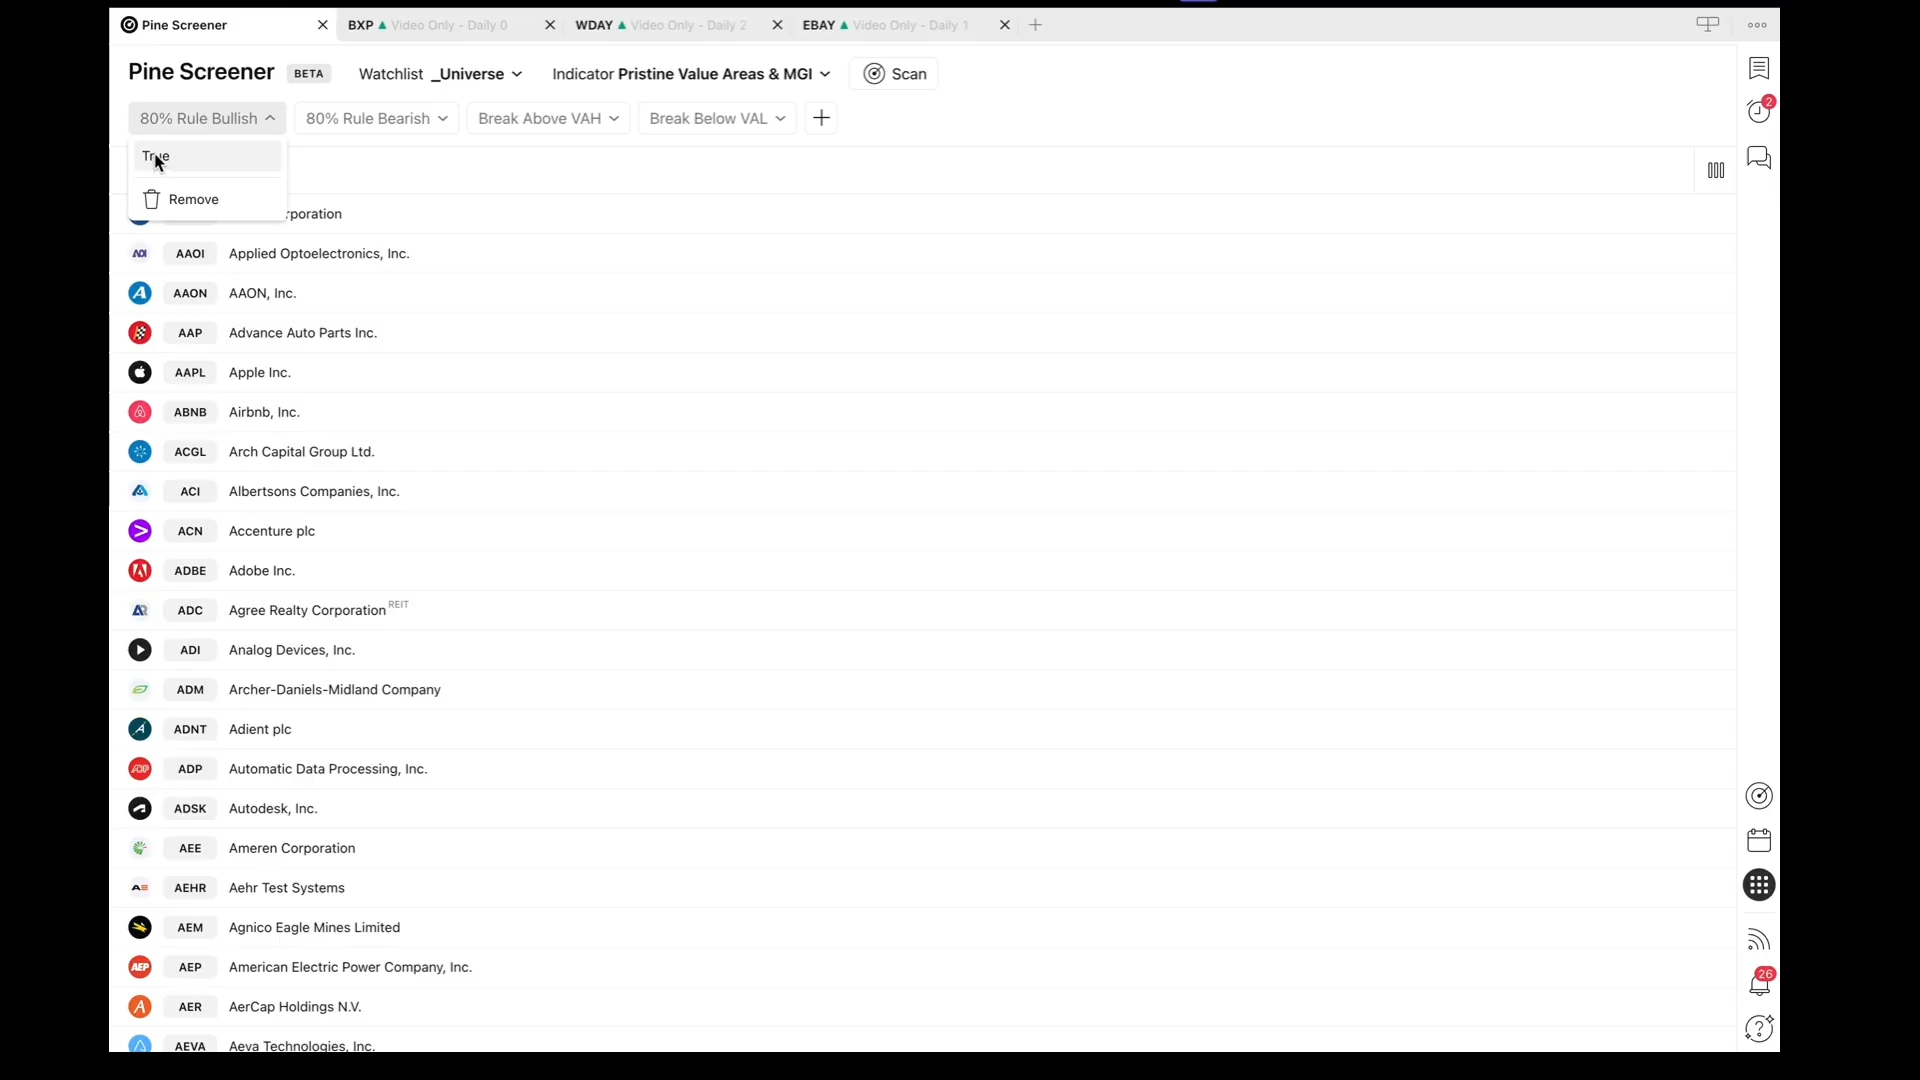 Pine Screener
BXP Video Only - Daily 0
WDAY Video Only - Daily 2
EBAY Video Only - Daily 1
Pine Screener BETA Watchlist _Universe Indicator Pristine Value Areas & MGI Scan
80% Rule Bullish 80% Rule Bearish Break Above VAH Break Below VAL
2
True
Remove
rporation
AOI AAOI Applied Optoelectronics, Inc.
AAON AAON, Inc.
AAP Advance Auto Parts Inc.
AAPL Apple Inc.
ABNB Airbnb, Inc.
ACGL Arch Capital Group Ltd.
ACI Albertsons Companies, Inc.
ACN Accenture plc
ADBE Adobe Inc.
ADC Agree Realty Corporation REIT
ADI Analog Devices, Inc.
ADM Archer-Daniels-Midland Company
ADNT Adient plc
ADP Automatic Data Processing, Inc.
ADSK Autodesk, Inc.
AEE Ameren Corporation
AEHR Aehr Test Systems
AEM Agnico Eagle Mines Limited
AEP AEP American Electric Power Company, Inc.
26
AER AerCap Holdings N.V.
AEVA Aeva Technologies, Inc.